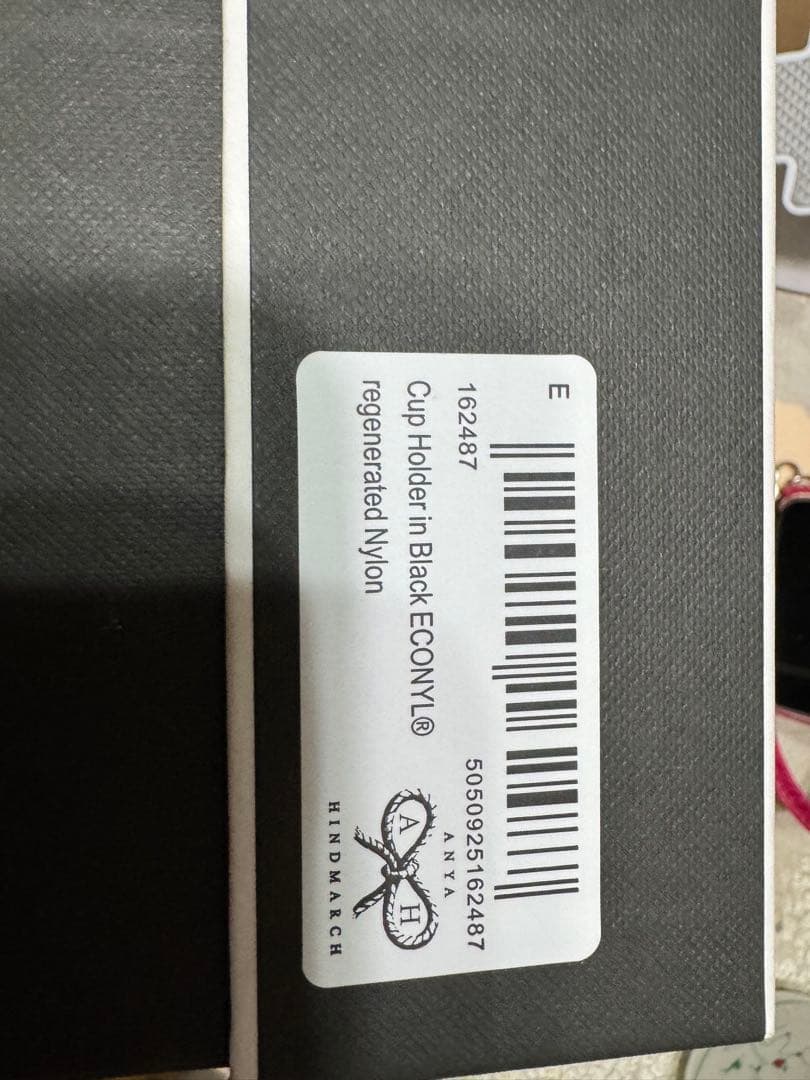 E
162487
5050925162487
Cup Holder in Black ECONYL®
regenerated Nylon
ANYA
A H
HINDMARCH